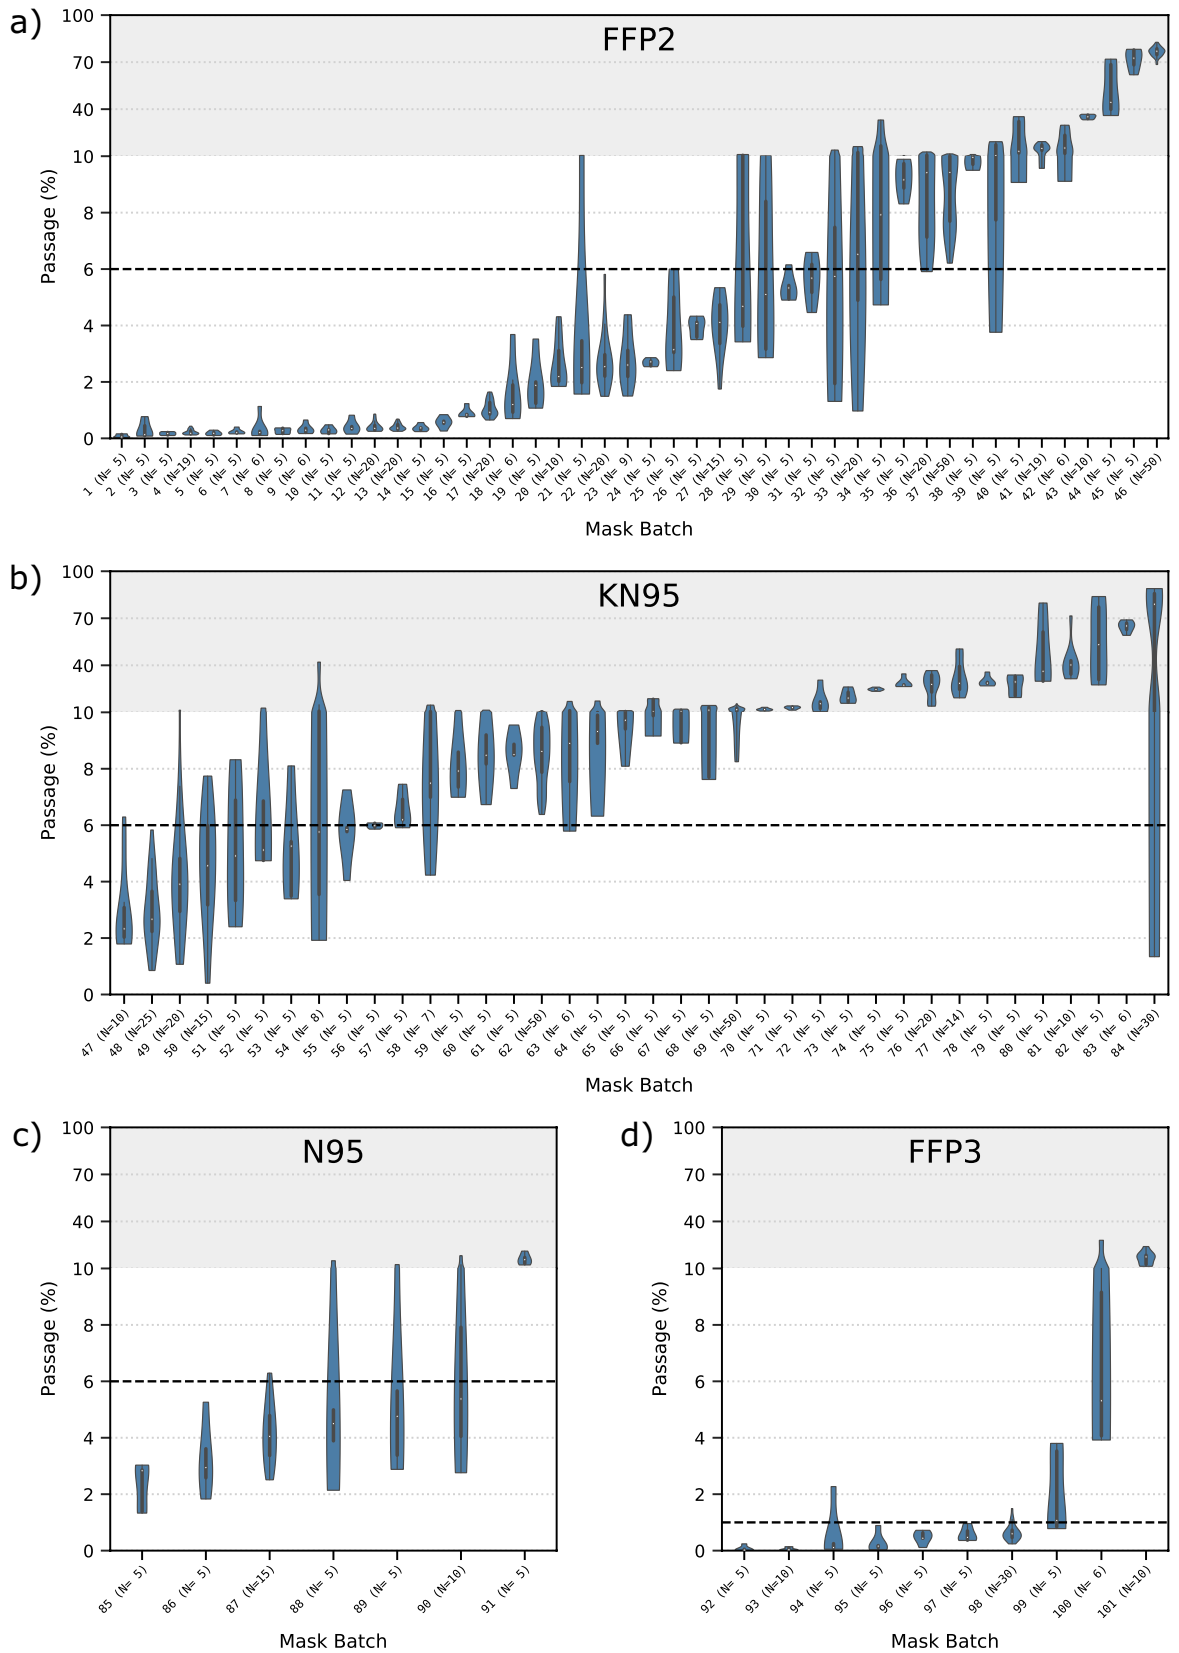 a)
FFP2
100
70
40
10
8
6
4
2
0
Passage (%)
1 (N= 5)
2 (N= 5)
3 (N= 5)
4 (N=19)
5 (N= 5)
6 (N= 5)
7 (N= 6)
8 (N= 5)
9 (N= 6)
10 (N= 5)
11 (N= 5)
12 (N=20)
13 (N=20)
14 (N= 5)
15 (N= 5)
16 (N= 5)
17 (N=20)
18 (N= 6)
19 (N= 5)
20 (N=10)
21 (N= 5)
22 (N=20)
23 (N= 9)
24 (N= 5)
25 (N= 5)
26 (N= 5)
27 (N=15)
28 (N= 5)
29 (N= 5)
30 (N= 5)
31 (N= 5)
32 (N= 5)
33 (N=20)
34 (N= 5)
35 (N= 5)
36 (N= 5)
37 (N=20)
38 (N=50)
39 (N= 5)
40 (N= 5)
41 (N=19)
42 (N= 5)
43 (N= 6)
44 (N=10)
45 (N= 5)
46 (N=50)
Mask Batch
b)
KN95
100
70
40
10
8
6
4
2
0
Passage (%)
47 (N=10)
48 (N=25)
49 (N=20)
50 (N=15)
51 (N= 5)
52 (N= 5)
53 (N= 5)
54 (N= 8)
55 (N= 5)
56 (N= 5)
57 (N= 5)
58 (N= 7)
59 (N= 5)
60 (N= 5)
61 (N= 5)
62 (N=50)
63 (N= 6)
64 (N= 5)
65 (N= 5)
66 (N= 5)
67 (N= 5)
68 (N= 5)
69 (N=50)
70 (N= 5)
71 (N= 5)
72 (N= 5)
73 (N= 5)
74 (N= 5)
75 (N= 5)
76 (N=20)
77 (N=14)
78 (N= 5)
79 (N= 5)
80 (N= 5)
81 (N=10)
82 (N= 5)
83 (N= 6)
84 (N=30)
Mask Batch
c)
N95
100
70
40
10
8
6
4
2
0
Passage (%)
85 (N= 5)
86 (N= 5)
87 (N=15)
88 (N= 5)
89 (N= 5)
90 (N=10)
91 (N= 5)
Mask Batch
d)
FFP3
100
70
40
10
8
6
4
2
0
Passage (%)
92 (N= 5)
93 (N=10)
94 (N= 5)
95 (N= 5)
96 (N= 5)
97 (N= 5)
98 (N=30)
99 (N= 5)
100 (N= 6)
101 (N=10)
Mask Batch